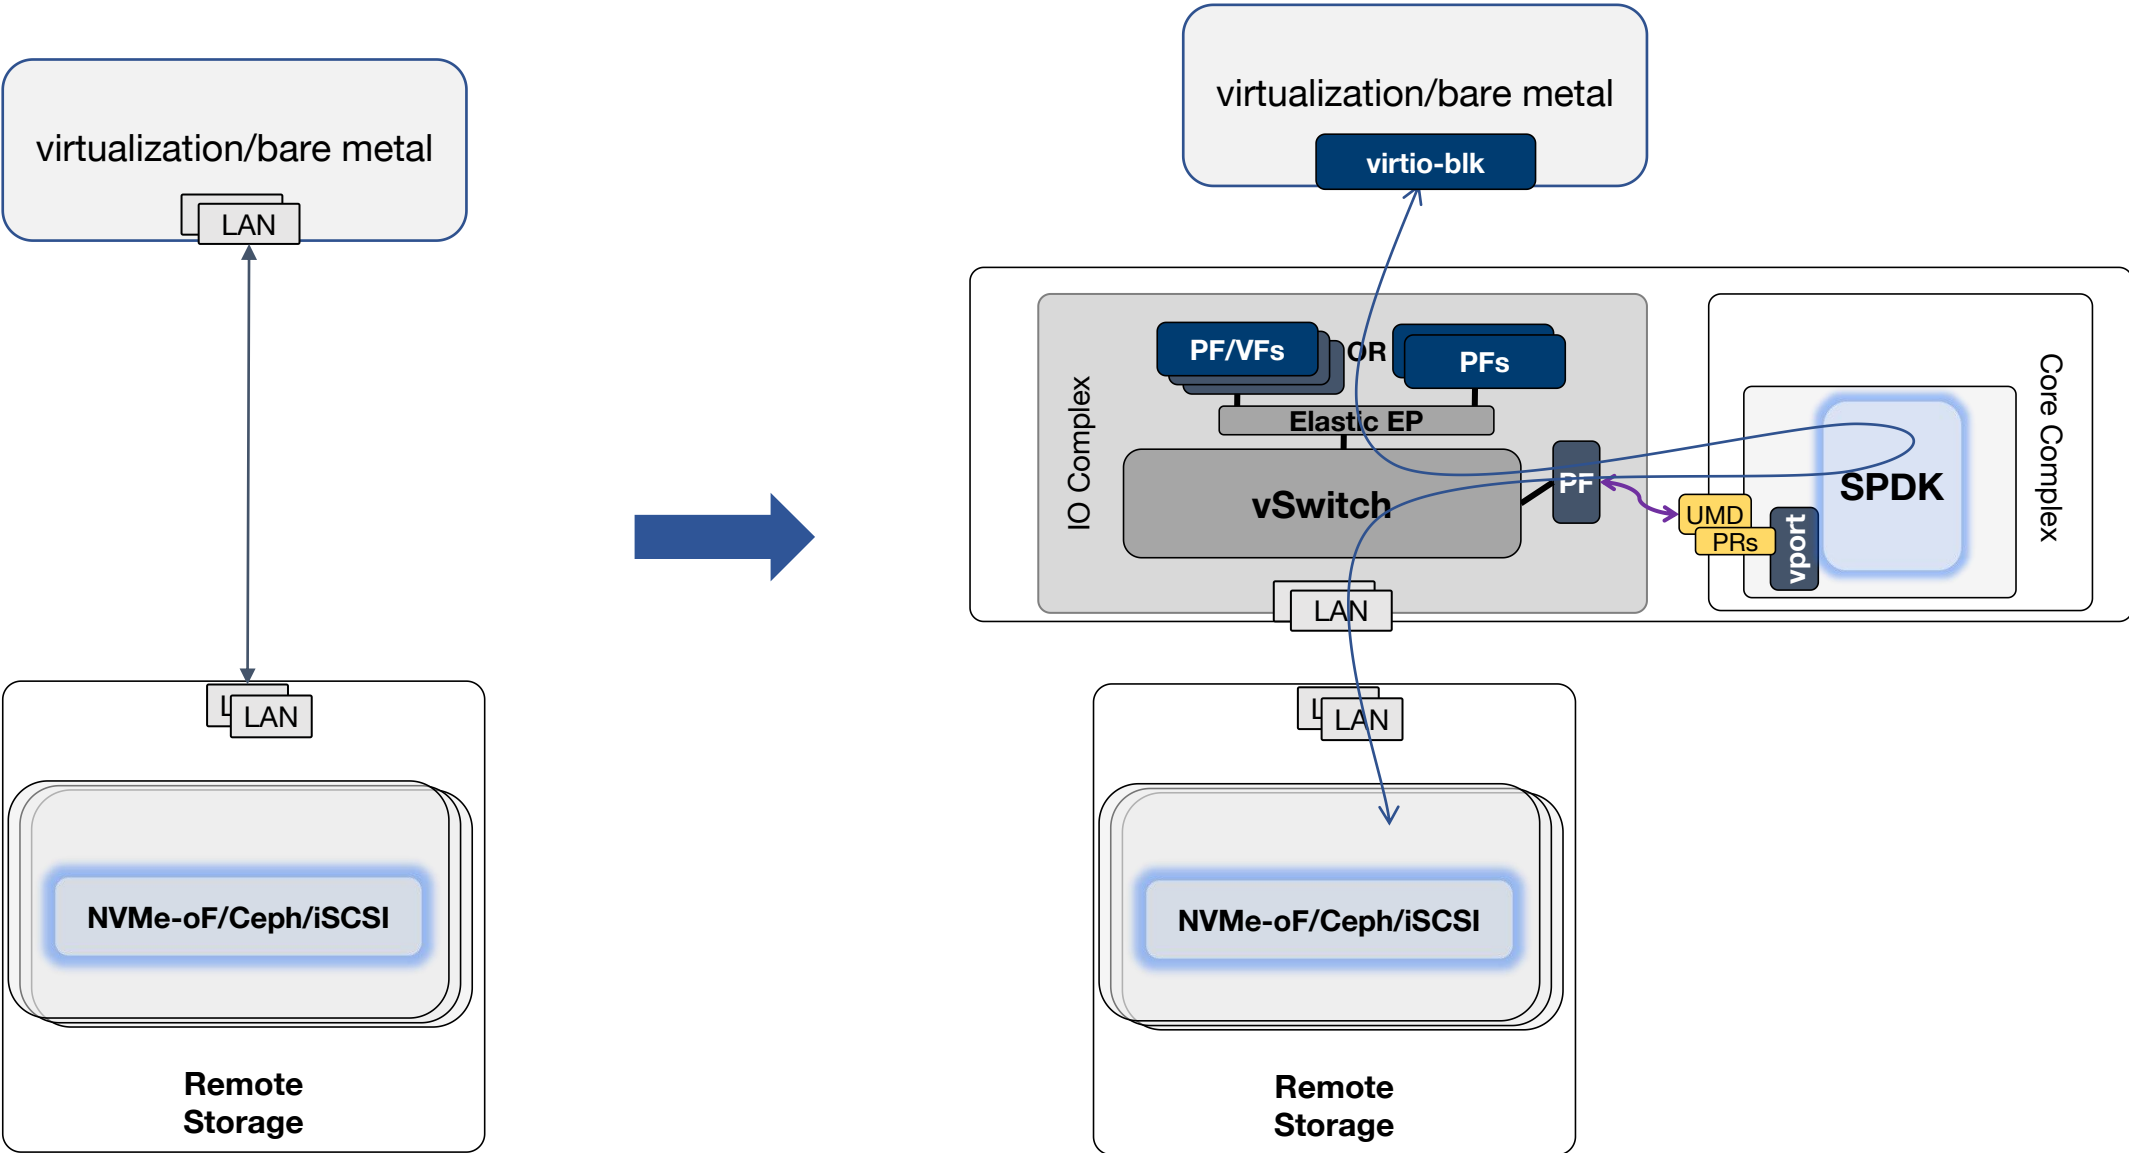 virtualization/bare metal
LAN
L
LAN
NVMe-oF/Ceph/iSCSI
Remote
Storage
virtualization/bare metal
virtio-blk
IO Complex
PF/VFs
OR
PFs
Elastic EP
vSwitch
PF
LAN
UMD
PRs
vport
SPDK
Core Complex
L
LAN
NVMe-oF/Ceph/iSCSI
Remote
Storage